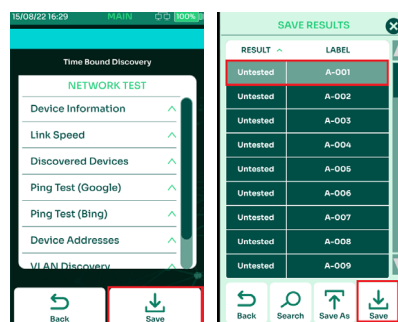 15/08/22 16:29 MAIN 100%
Time Bound Discovery
NETWORK TEST
Device Information
Link Speed
Discovered Devices
Ping Test (Google)
Ping Test (Bing)
Device Addresses
VLAN Discovery
Back Save
SAVE RESULTS
RESULT LABEL
Untested A-001
Untested A-002
Untested A-003
Untested A-004
Untested A-005
Untested A-006
Untested A-007
Untested A-008
Untested A-009
Back Search Save As Save